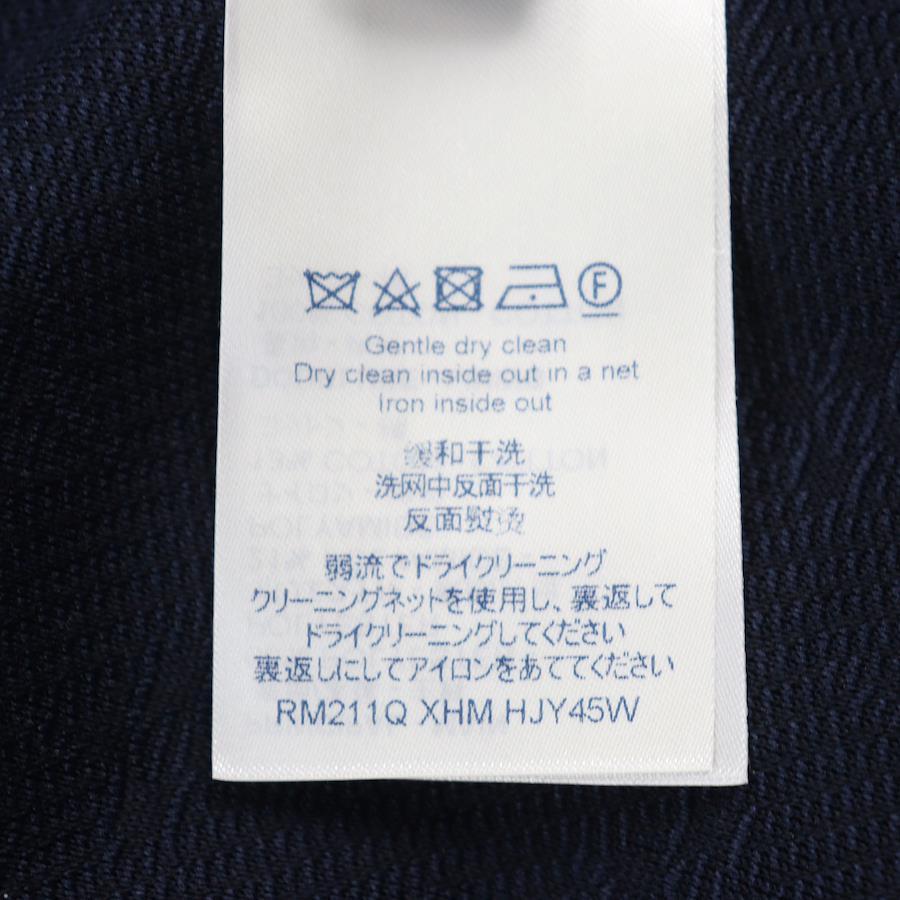 F
Gentle dry clean
Dry clean inside out in a net
Iron inside out
缓和干洗
洗网中反面干洗
反面熨烫
弱流でドライクリーニング
クリーニングネットを使用し、裏返して
ドライクリーニングしてください
裏返しにしてアイロンをあててください
RM211Q XHM HJY45W